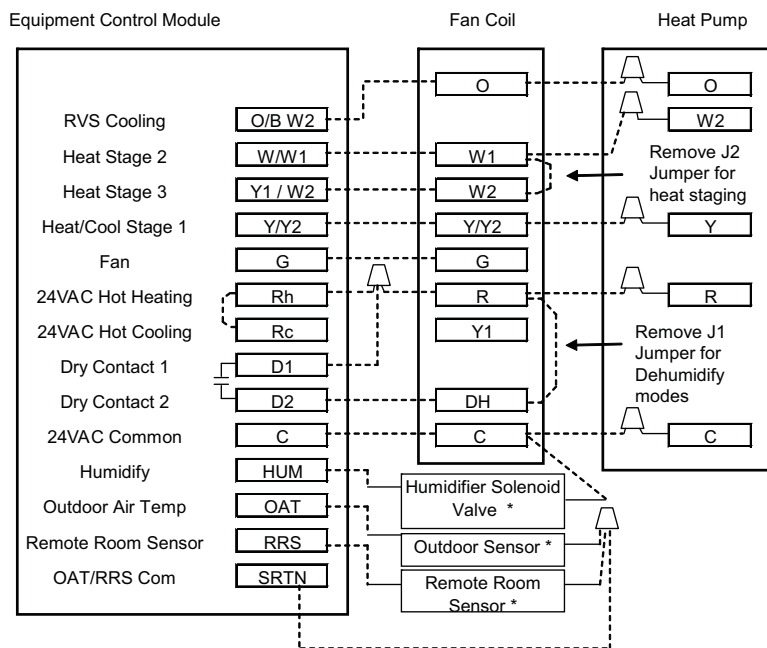 Equipment Control Module
Fan Coil
Heat Pump
O
O
RVS Cooling
O/B W2
W2
Heat Stage 2
W/W1
W1
Remove J2
Jumper for
heat staging
Heat Stage 3
Y1 / W2
W2
Heat/Cool Stage 1
Y/Y2
Y/Y2
Y
Fan
G
G
24VAC Hot Heating
Rh
R
R
24VAC Hot Cooling
Rc
Y1
Remove J1
Jumper for
Dehumidify
modes
Dry Contact 1
D1
Dry Contact 2
D2
DH
24VAC Common
C
C
C
Humidify
HUM
Humidifier Solenoid
Valve *
Outdoor Air Temp
OAT
Outdoor Sensor *
Remote Room Sensor
RRS
Remote Room
Sensor *
OAT/RRS Com
SRTN